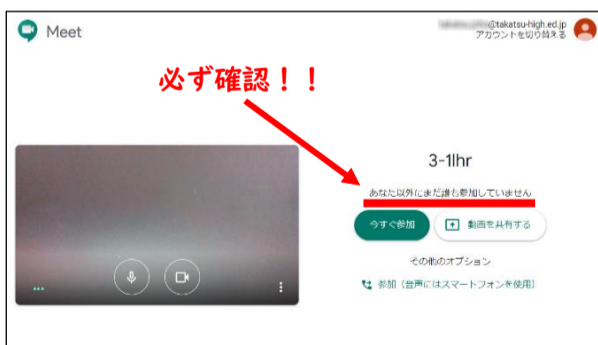 Meet
@takatsu-high.ed.jp
アカウントを切り替える
必ず確認！！
3-1lhr
あなた以外にまだ誰も参加していません
今すぐ参加
動画を共有する
その他のオプション
参加（音声にはスマートフォンを使用）